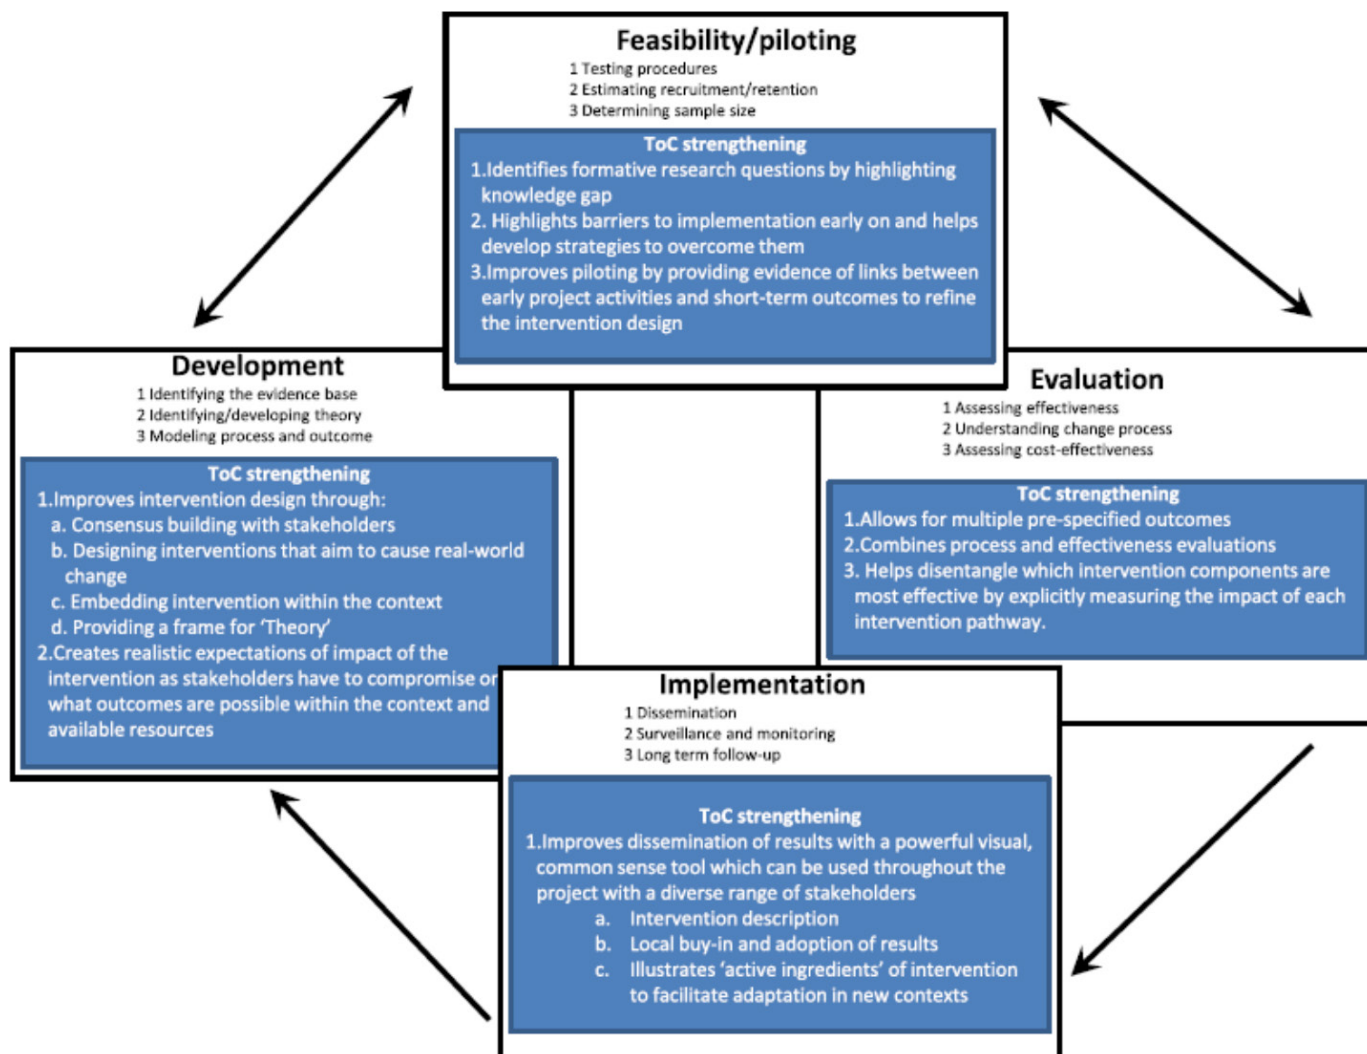 Feasibility/piloting
1 Testing procedures
2 Estimating recruitment/retention
3 Determining sample size
ToC strengthening
1.Identifies formative research questions by highlighting
knowledge gap
2. Highlights barriers to implementation early on and helps
develop strategies to overcome them
3.Improves piloting by providing evidence of links between
early project activities and short-term outcomes to refine
the intervention design
Development
1 Identifying the evidence base
2 Identifying/developing theory
3 Modeling process and outcome
ToC strengthening
1.Improves intervention design through:
a. Consensus building with stakeholders
b. Designing interventions that aim to cause real-world
change
c. Embedding intervention within the context
d. Providing a frame for ‘Theory’
2.Creates realistic expectations of impact of the
intervention as stakeholders have to compromise on
what outcomes are possible within the context and
available resources
Evaluation
1 Assessing effectiveness
2 Understanding change process
3 Assessing cost-effectiveness
ToC strengthening
1.Allows for multiple pre-specified outcomes
2.Combines process and effectiveness evaluations
3. Helps disentangle which intervention components are
most effective by explicitly measuring the impact of each
intervention pathway.
Implementation
1 Dissemination
2 Surveillance and monitoring
3 Long term follow-up
ToC strengthening
1.Improves dissemination of results with a powerful visual,
common sense tool which can be used throughout the
project with a diverse range of stakeholders
a. Intervention description
b. Local buy-in and adoption of results
c. Illustrates ‘active ingredients’ of intervention
to facilitate adaptation in new contexts